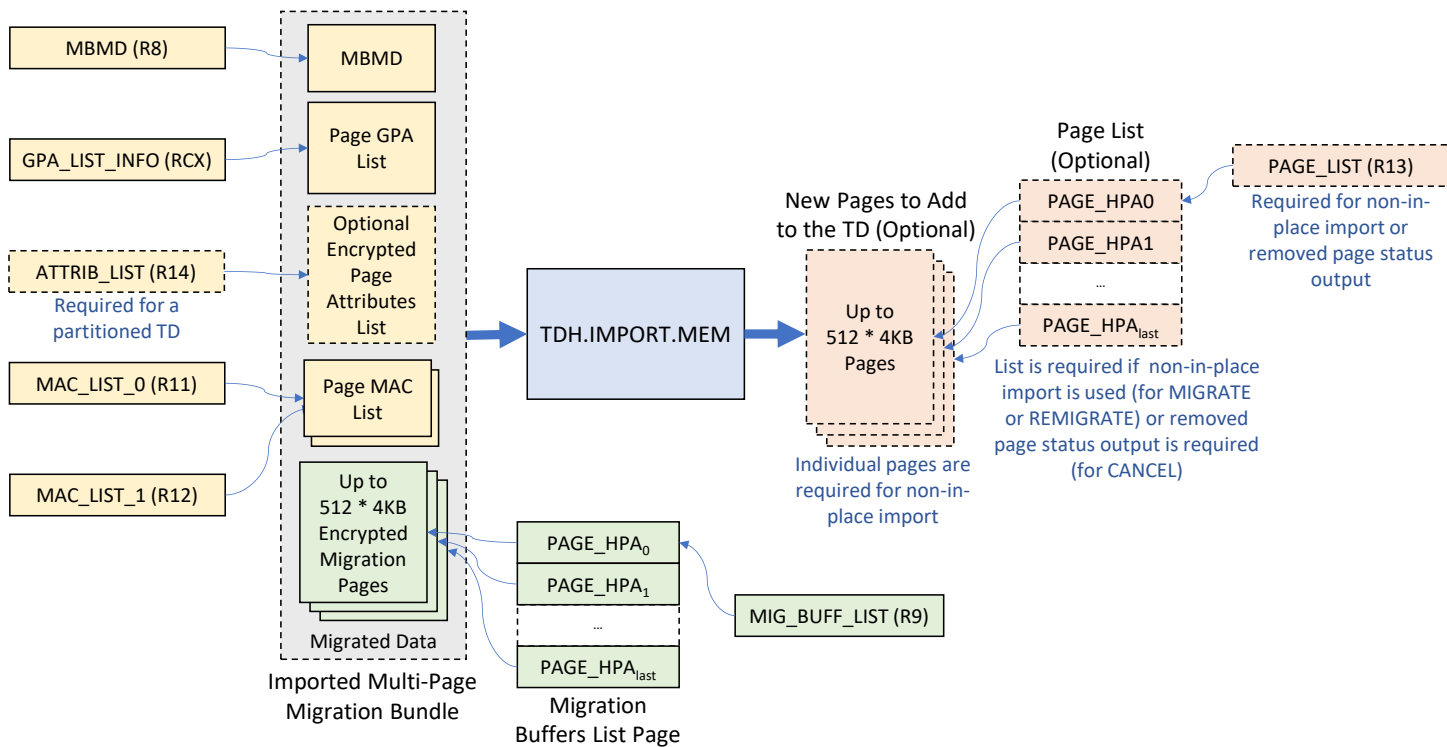 MBMD (R8)
GPA_LIST_INFO (RCX)
ATTRIB_LIST (R14)
Required for a
partitioned TD
MAC_LIST_0 (R11)
MAC_LIST_1 (R12)
MBMD
Page GPA
List
Optional
Encrypted
Page
Attributes
List
Page MAC
List
Up to
512 * 4KB
Encrypted
Migration
Pages
Migrated Data
Imported Multi-Page
Migration Bundle
TDH.IMPORT.MEM
PAGE_HPA0
PAGE_HPA1
...
PAGE_HPAlast
Migration
Buffers List Page
MIG_BUFF_LIST (R9)
New Pages to Add
to the TD (Optional)
Up to
512 * 4KB
Pages
Individual pages are
required for non-in-
place import
Page List
(Optional)
PAGE_HPA0
PAGE_HPA1
...
PAGE_HPAlast
List is required if non-in-place
import is used (for MIGRATE
or REMIGRATE) or removed
page status output is required
(for CANCEL)
PAGE_LIST (R13)
Required for non-in-
place import or
removed page status
output